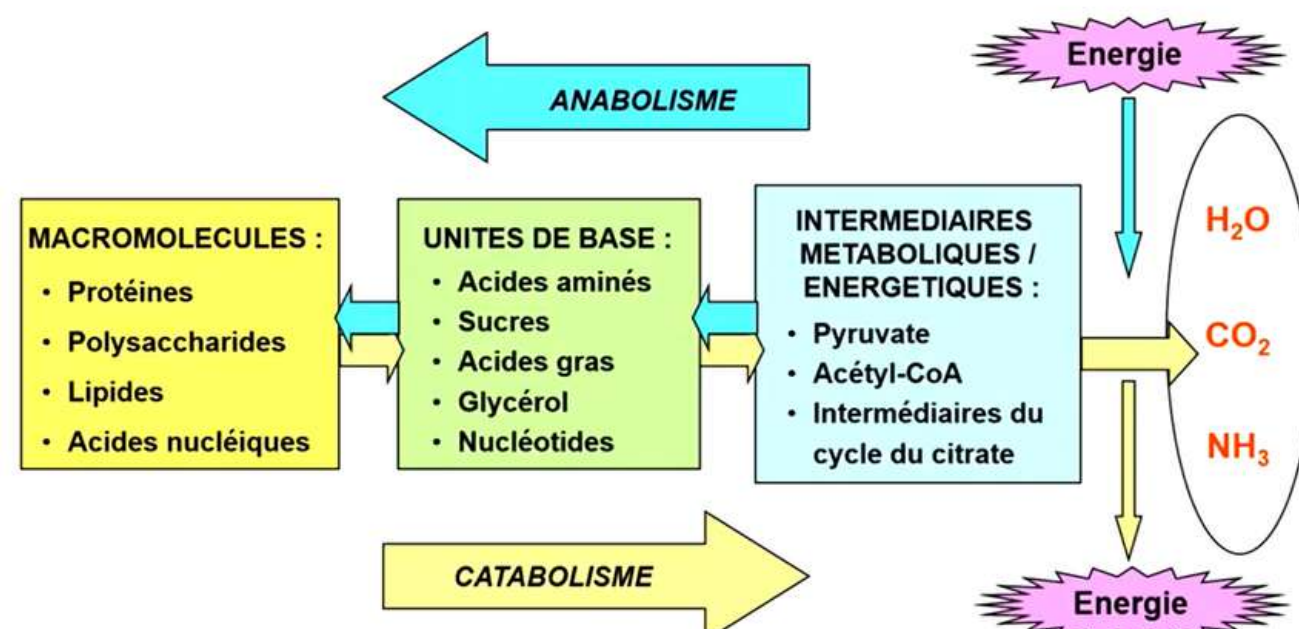 Energie
ANABOLISME
MACROMOLECULES :
• Protéines
• Polysaccharides
• Lipides
• Acides nucléiques
UNITES DE BASE :
• Acides aminés
• Sucres
• Acides gras
• Glycérol
• Nucléotides
INTERMEDIAIRES
METABOLIQUES /
ENERGETIQUES :
• Pyruvate
• Acétyl-CoA
• Intermédiaires du
cycle du citrate
H₂O
CO₂
NH₃
CATABOLISME
Energie